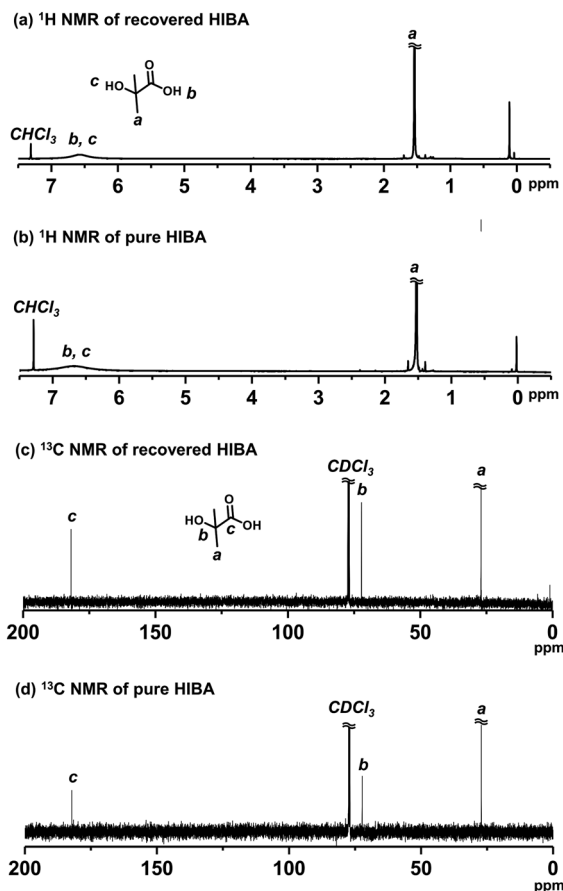 (a) ¹H NMR of recovered HIBA
O
c HO OH b
a
a
CHCl₃
b, c
7 6 5 4 3 2 1 0 ppm
(b) ¹H NMR of pure HIBA
a
CHCl₃
b, c
7 6 5 4 3 2 1 0 ppm
(c) ¹³C NMR of recovered HIBA
CDCl₃
a
b
c
O
HO OH
b c
a
200 150 100 50 0
ppm
(d) ¹³C NMR of pure HIBA
CDCl₃
a
b
c
200 150 100 50 0
ppm